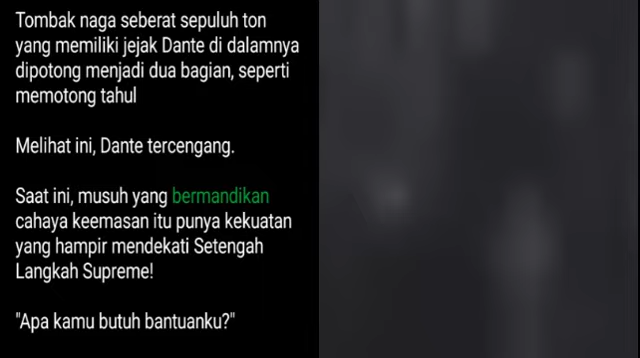 Tombak naga seberat sepuluh ton
yang memiliki jejak Dante di dalamnya
dipotong menjadi dua bagian, seperti
memotong tahul
Melihat ini, Dante tercengang.
Saat ini, musuh yang bermandikan
cahaya keemasan itu punya kekuatan
yang hampir mendekati Setengah
Langkah Supreme!
"Apa kamu butuh bantuanku?"